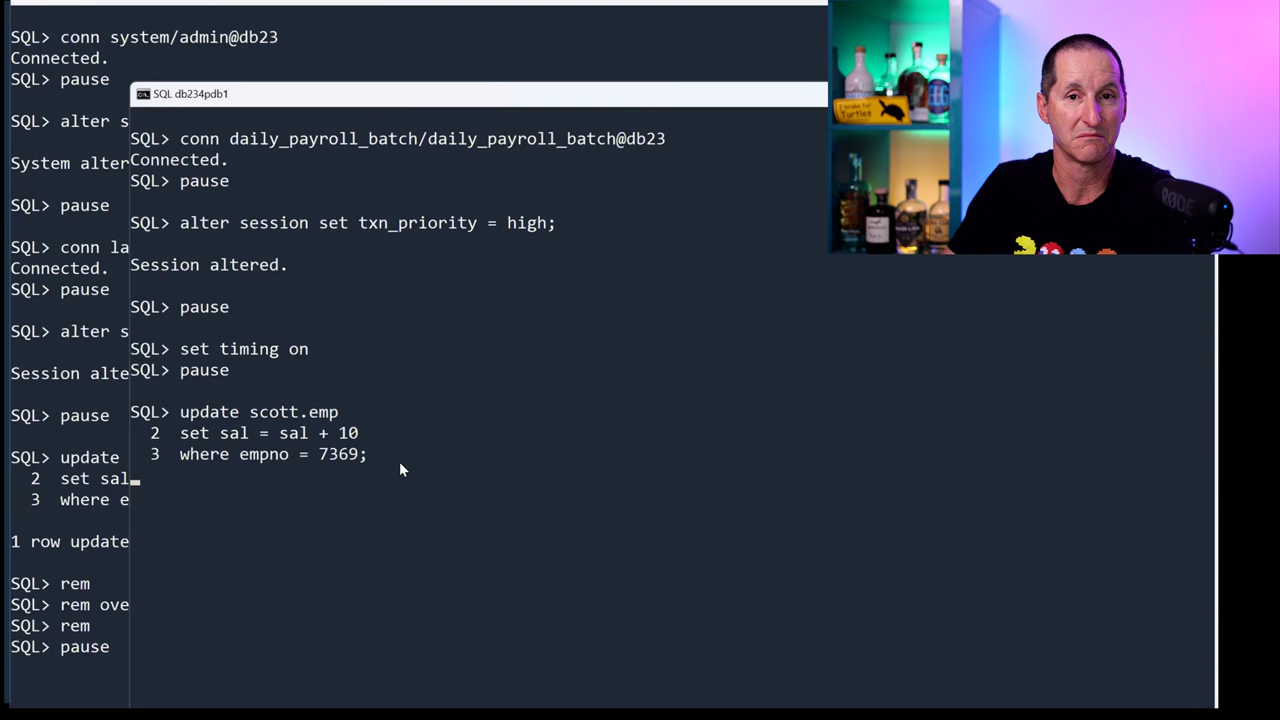 SQL> conn system/admin@db23
Connected.
SQL> pause
SQL> alter s
System alter
SQL> pause
SQL> conn la
Connected.
SQL> pause
SQL> alter s
Session alte
SQL> pause
SQL> update
2 set sal
3 where e
1 row update
SQL> rem
SQL> rem ove
SQL> rem
SQL> pause
SQL db234pdb1
SQL> conn daily_payroll_batch/daily_payroll_batch@db23
Connected.
SQL> pause
SQL> alter session set txn_priority = high;
Session altered.
SQL> pause
SQL> set timing on
SQL> pause
SQL> update scott.emp
2 set sal = sal + 10
3 where empno = 7369;
I brake for
Turtles
RØDE